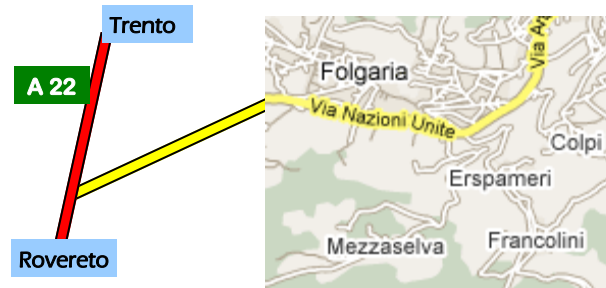 Trento
A 22
Rovereto
Folgaria
Via Nazioni Unite
Colpi
Erspameri
Mezzaselva
Francolini